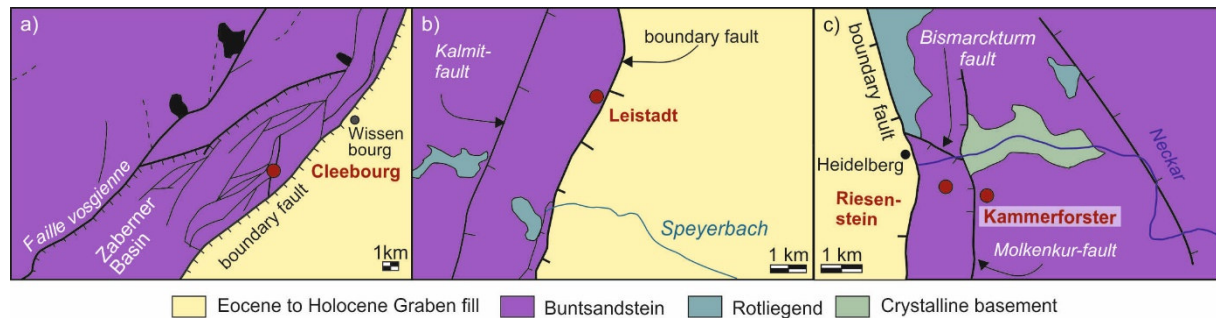 a)
Faille vosgienne
Zaberner
Basin
boundary fault
Wissen
bourg
Cleebourg
1km
b)
Kalmit-
fault
boundary fault
Leistadt
Speyerbach
1 km
c)
boundary fault
Bismarckturm
fault
Heidelberg
Neckar
Riesen-
stein
Kammerforster
Molkenkur-fault
1 km
Eocene to Holocene Graben fill
Buntsandstein
Rotliegend
Crystalline basement